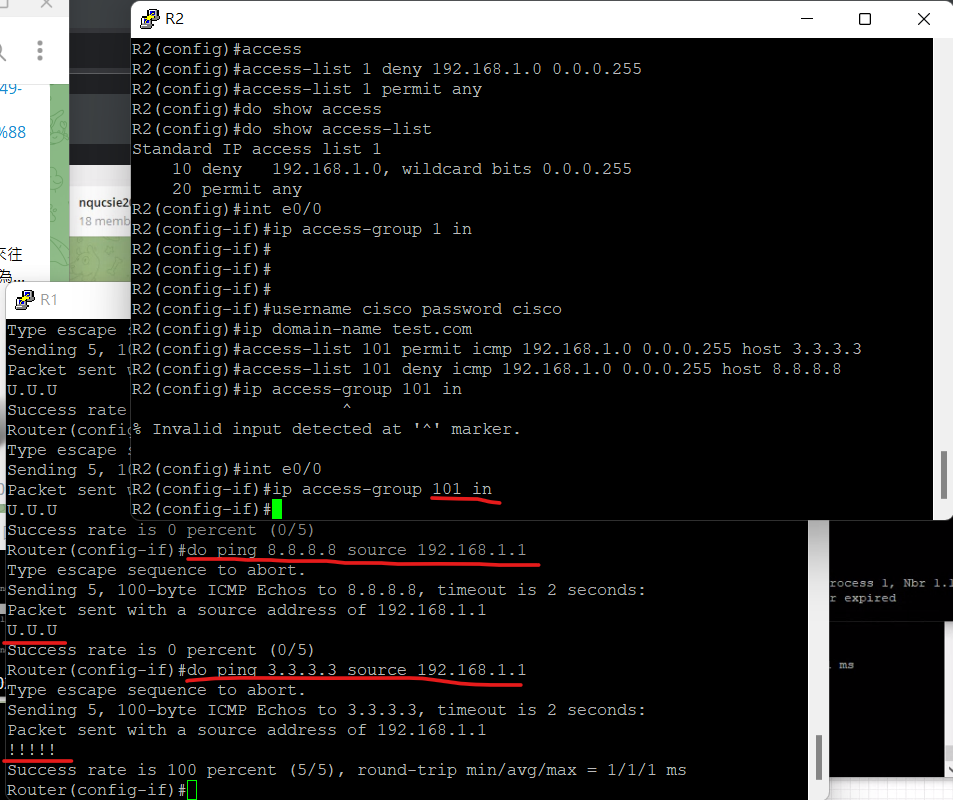 R2
R2(config)#access
R2(config)#access-list 1 deny 192.168.1.0 0.0.0.255
R2(config)#access-list 1 permit any
R2(config)#do show access
R2(config)#do show access-list
Standard IP access list 1
    10 deny   192.168.1.0, wildcard bits 0.0.0.255
    20 permit any
R2(config)#int e0/0
R2(config-if)#ip access-group 1 in
R2(config-if)#
R2(config-if)#
R2(config-if)#
R2(config-if)#username cisco password cisco
R2(config)#ip domain-name test.com
R2(config)#access-list 101 permit icmp 192.168.1.0 0.0.0.255 host 3.3.3.3
R2(config)#access-list 101 deny icmp 192.168.1.0 0.0.0.255 host 8.8.8.8
R2(config)#ip access-group 101 in
                     ^
% Invalid input detected at '^' marker.
R2(config)#int e0/0
R2(config-if)#ip access-group 101 in
R2(config-if)#
49-
%88
nqucsie20
18 memb
來往
為...
R1
Type escape
Sending 5, 10
Packet sent
U.U.U
Success rate
Router(config
Type escape
Sending 5, 10
Packet sent
U.U.U
Success rate is 0 percent (0/5)
Router(config-if)#do ping 8.8.8.8 source 192.168.1.1
Type escape sequence to abort.
Sending 5, 100-byte ICMP Echos to 8.8.8.8, timeout is 2 seconds:
Packet sent with a source address of 192.168.1.1
U.U.U
Success rate is 0 percent (0/5)
Router(config-if)#do ping 3.3.3.3 source 192.168.1.1
Type escape sequence to abort.
Sending 5, 100-byte ICMP Echos to 3.3.3.3, timeout is 2 seconds:
Packet sent with a source address of 192.168.1.1
!!!!!
Success rate is 100 percent (5/5), round-trip min/avg/max = 1/1/1 ms
Router(config-if)#
rocess 1, Nbr 1.1
r expired
ms